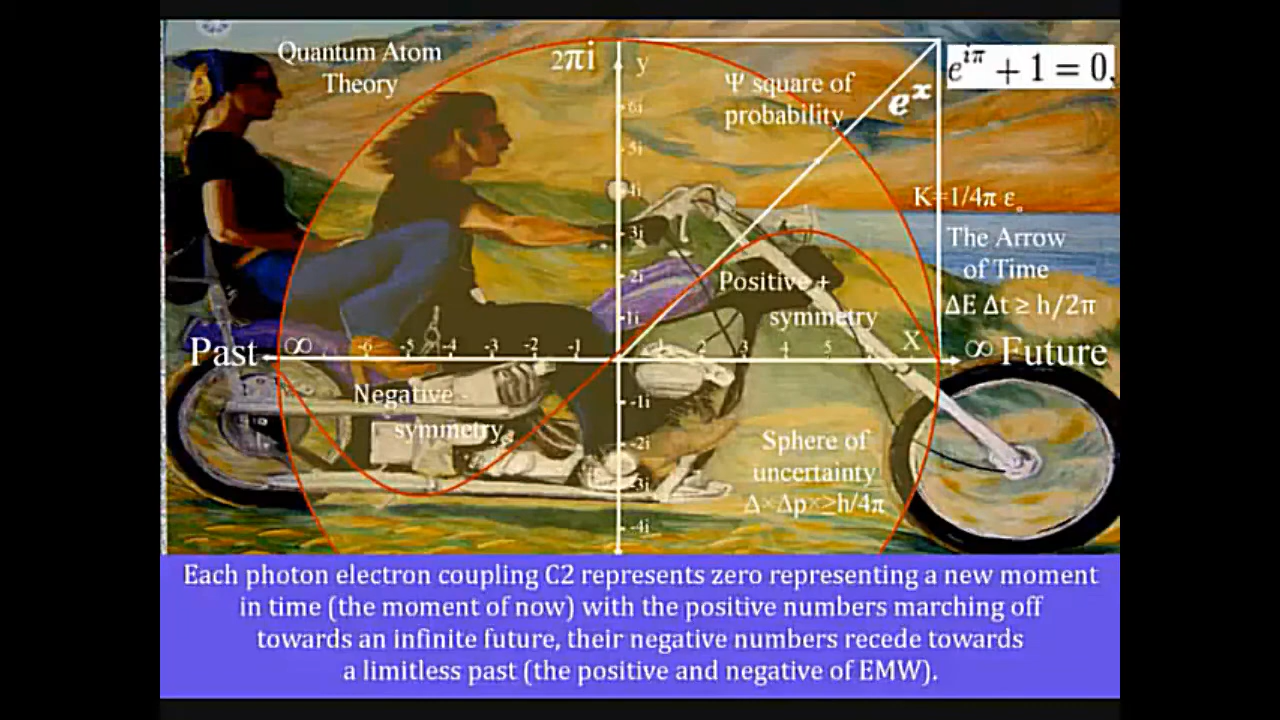 Quantum Atom
Theory
2πi
y
Ψ square of
probability
eˣ
e^{iπ} + 1 = 0,
6i
5i
4i
3i
2i
1i
K=1/4π ε₀
The Arrow
of Time
ΔE Δt ≥ h/2π
Positive +
symmetry
Past
∞
-6
-5
-4
-3
-2
-1
1
2
3
4
5
X
∞ Future
Negative -
symmetry
-1i
-2i
-3i
-4i
Sphere of
uncertainty
Δ×Δp×≥h/4π
Each photon electron coupling C2 represents zero representing a new moment
in time (the moment of now) with the positive numbers marching off
towards an infinite future, their negative numbers recede towards
a limitless past (the positive and negative of EMW).